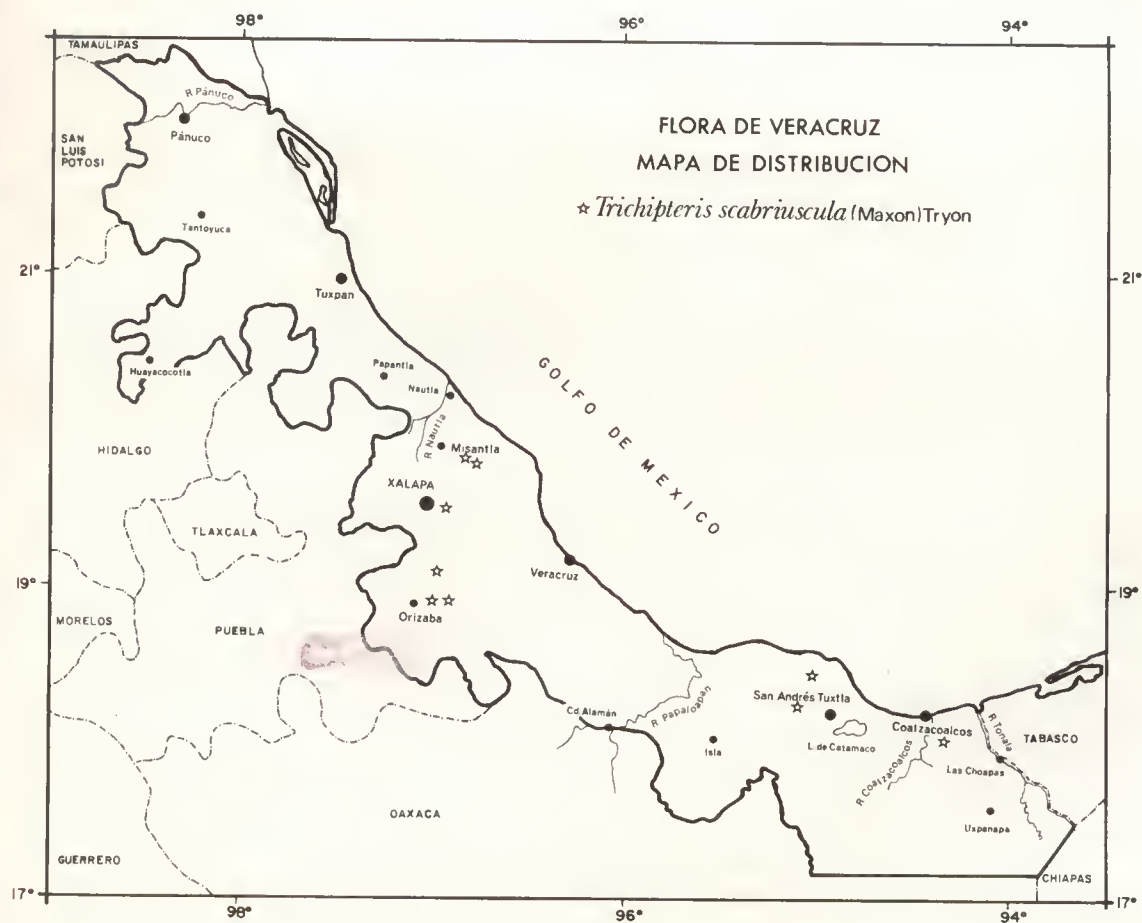 98°
96°
94°
TAMAULIPAS
R Pánuco
Pánuco
SAN
LUIS
POTOSI
FLORA DE VERACRUZ
MAPA DE DISTRIBUCION
☆ Trichipteris scabriuscula (Maxon) Tryon
Tantoyuca
21°
21°
Tuxpan
Huayacocotla
Papantla
Nautla
R Nautla
GOLFO DE MEXICO
HIDALGO
Misantla
XALAPA
TLAXCALA
Veracruz
19°
19°
Orizaba
MORELOS
PUEBLA
San Andrés Tuxtla
Cd. Alamán
R Papaloapan
Isla
L. de Catamaco
Coatzacoalcos
R Coatzacoalcos
R Tonalá
TABASCO
Las Choapas
Uxpanapa
OAXACA
GUERRERO
CHIAPAS
17°
17°
98°
96°
94°